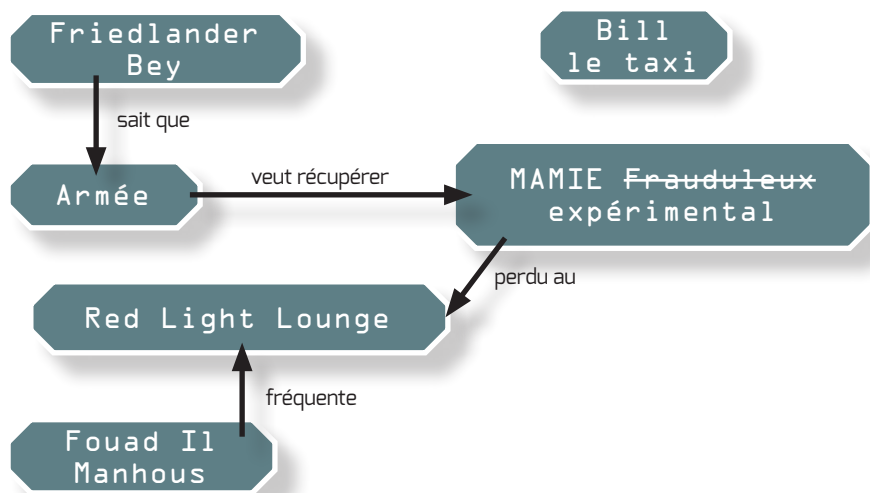 Friedlander
Bey
Bill
le taxi
sait que
Armée
veut récupérer
MAMIE Frauduleux
expérimental
perdu au
Red Light Lounge
fréquente
Fouad Il
Manhous